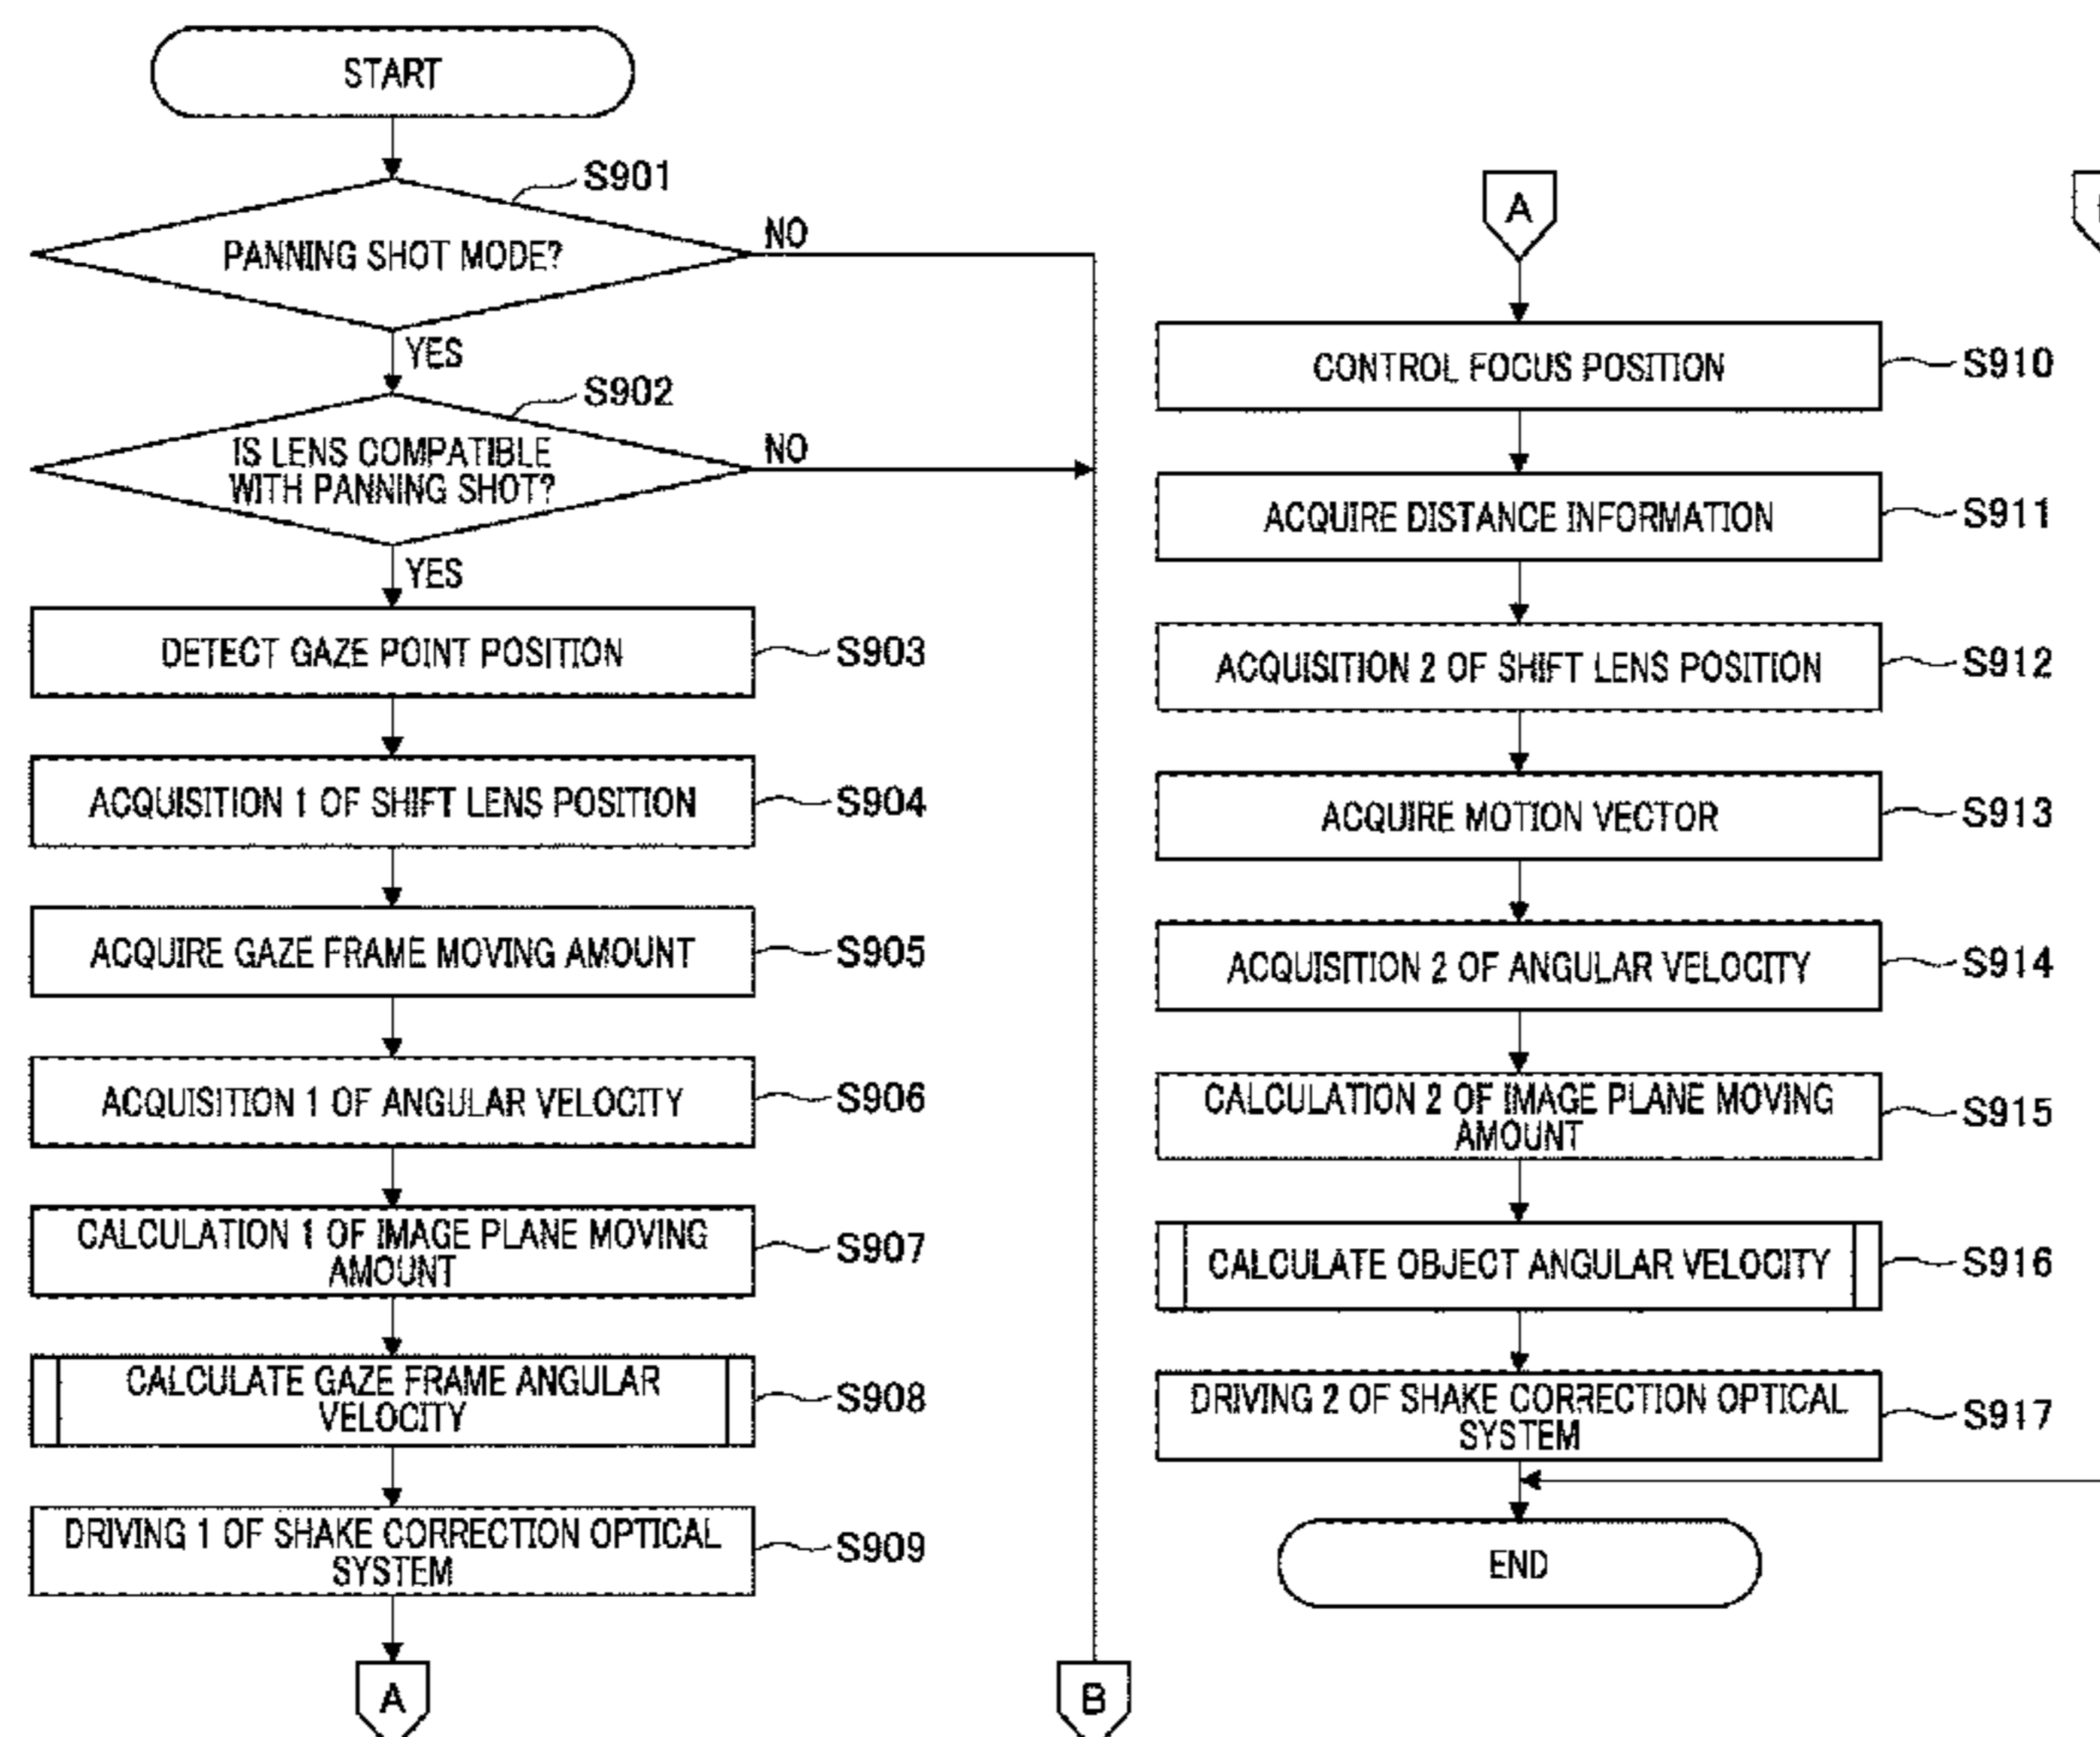 START
S901
PANNING SHOT MODE?
NO
YES
S902
IS LENS COMPATIBLE
WITH PANNING SHOT?
NO
YES
DETECT GAZE POINT POSITION
S903
ACQUISITION 1 OF SHIFT LENS POSITION
S904
ACQUIRE GAZE FRAME MOVING AMOUNT
S905
ACQUISITION 1 OF ANGULAR VELOCITY
S906
CALCULATION 1 OF IMAGE PLANE MOVING
AMOUNT
S907
CALCULATE GAZE FRAME ANGULAR
VELOCITY
S908
DRIVING 1 OF SHAKE CORRECTION OPTICAL
SYSTEM
S909
A
B
A
CONTROL FOCUS POSITION
S910
ACQUIRE DISTANCE INFORMATION
S911
ACQUISITION 2 OF SHIFT LENS POSITION
S912
ACQUIRE MOTION VECTOR
S913
ACQUISITION 2 OF ANGULAR VELOCITY
S914
CALCULATION 2 OF IMAGE PLANE MOVING
AMOUNT
S915
CALCULATE OBJECT ANGULAR VELOCITY
S916
DRIVING 2 OF SHAKE CORRECTION OPTICAL
SYSTEM
S917
END